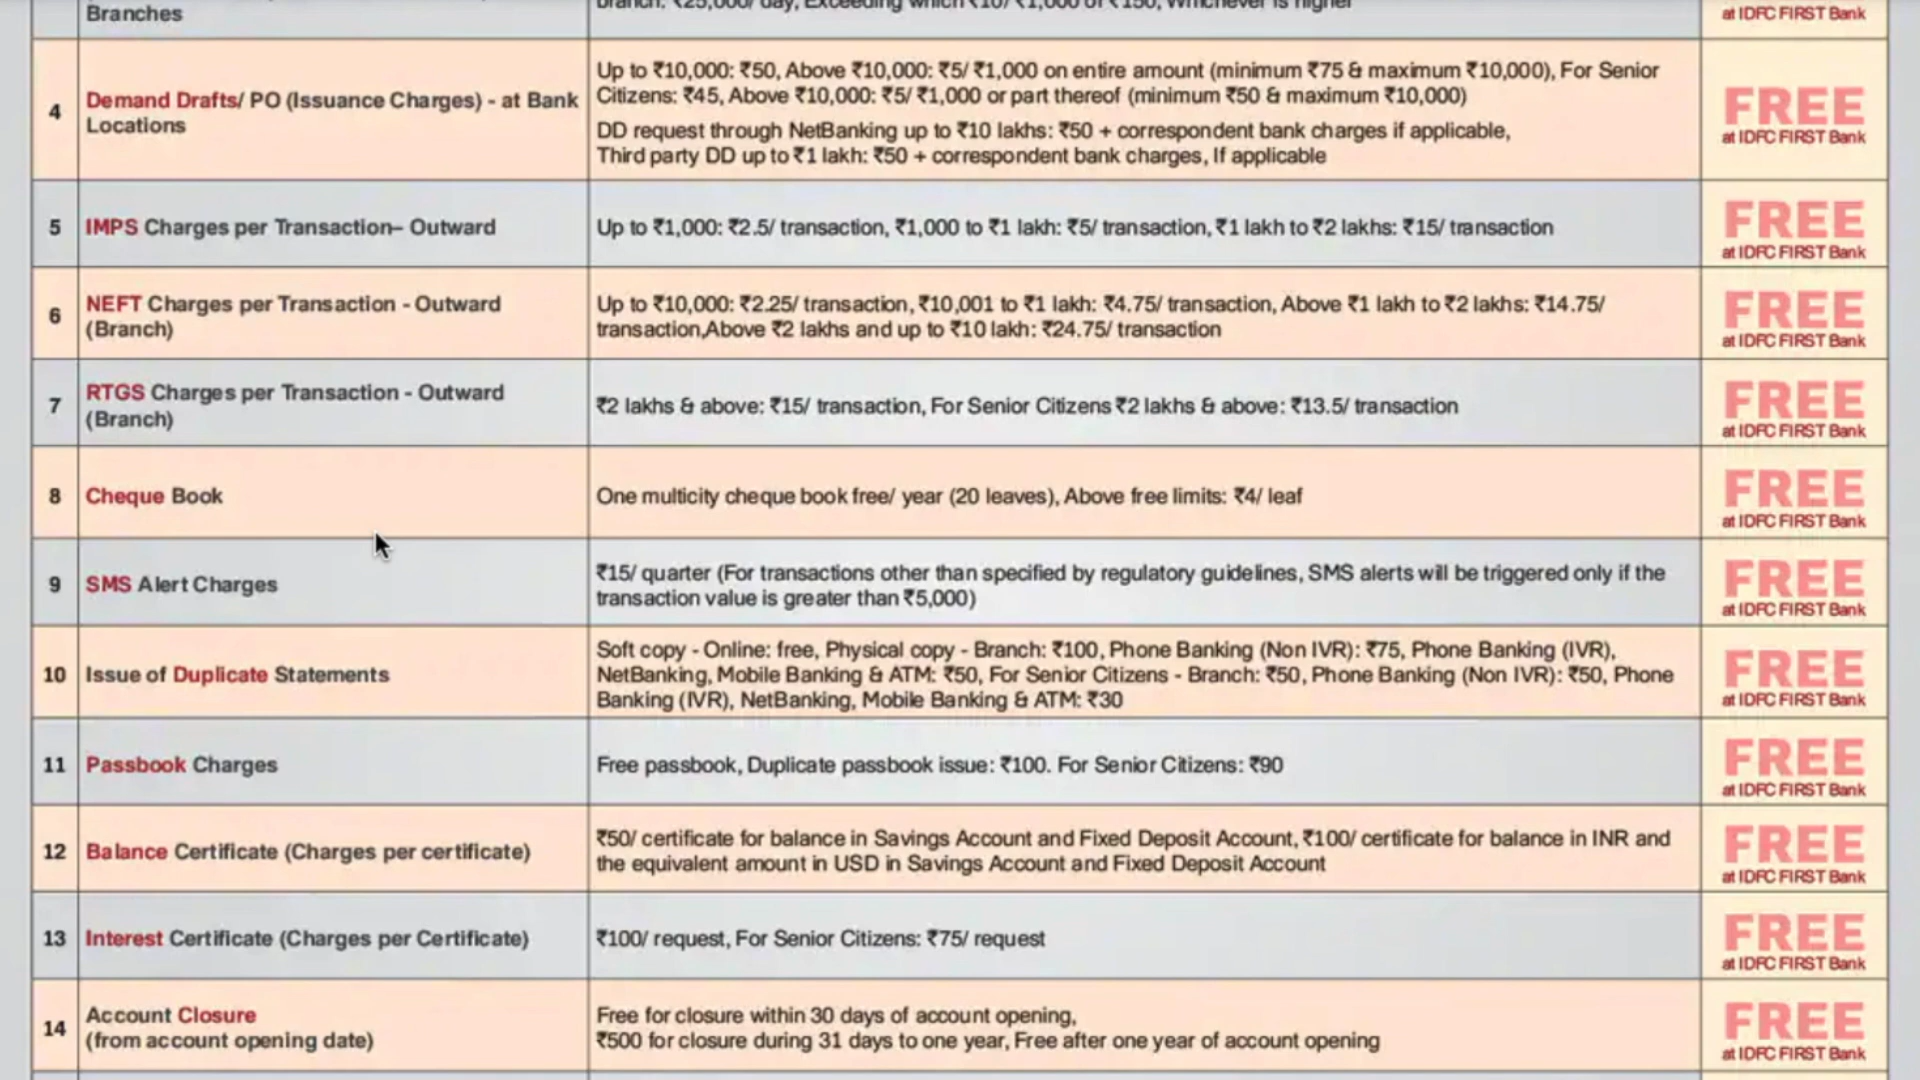 Branches
Branch: ₹25,000/ day, Exceeding which ₹10/ ₹1,000 or ₹150, Whichever is higher
at IDFC FIRST Bank
4
Demand Drafts/ PO (Issuance Charges) - at Bank
Locations
Up to ₹10,000: ₹50, Above ₹10,000: ₹5/ ₹1,000 on entire amount (minimum ₹75 & maximum ₹10,000), For Senior
Citizens: ₹45, Above ₹10,000: ₹5/ ₹1,000 or part thereof (minimum ₹50 & maximum ₹10,000)
DD request through NetBanking up to ₹10 lakhs: ₹50 + correspondent bank charges if applicable,
Third party DD up to ₹1 lakh: ₹50 + correspondent bank charges, If applicable
FREE
at IDFC FIRST Bank
5
IMPS Charges per Transaction– Outward
Up to ₹1,000: ₹2.5/ transaction, ₹1,000 to ₹1 lakh: ₹5/ transaction, ₹1 lakh to ₹2 lakhs: ₹15/ transaction
FREE
at IDFC FIRST Bank
6
NEFT Charges per Transaction - Outward
(Branch)
Up to ₹10,000: ₹2.25/ transaction, ₹10,001 to ₹1 lakh: ₹4.75/ transaction, Above ₹1 lakh to ₹2 lakhs: ₹14.75/
transaction,Above ₹2 lakhs and up to ₹10 lakh: ₹24.75/ transaction
FREE
at IDFC FIRST Bank
7
RTGS Charges per Transaction - Outward
(Branch)
₹2 lakhs & above: ₹15/ transaction, For Senior Citizens ₹2 lakhs & above: ₹13.5/ transaction
FREE
at IDFC FIRST Bank
8
Cheque Book
One multicity cheque book free/ year (20 leaves), Above free limits: ₹4/ leaf
FREE
at IDFC FIRST Bank
9
SMS Alert Charges
₹15/ quarter (For transactions other than specified by regulatory guidelines, SMS alerts will be triggered only if the
transaction value is greater than ₹5,000)
FREE
at IDFC FIRST Bank
10
Issue of Duplicate Statements
Soft copy - Online: free, Physical copy - Branch: ₹100, Phone Banking (Non IVR): ₹75, Phone Banking (IVR),
NetBanking, Mobile Banking & ATM: ₹50, For Senior Citizens - Branch: ₹50, Phone Banking (Non IVR): ₹50, Phone
Banking (IVR), NetBanking, Mobile Banking & ATM: ₹30
FREE
at IDFC FIRST Bank
11
Passbook Charges
Free passbook, Duplicate passbook issue: ₹100. For Senior Citizens: ₹90
FREE
at IDFC FIRST Bank
12
Balance Certificate (Charges per certificate)
₹50/ certificate for balance in Savings Account and Fixed Deposit Account, ₹100/ certificate for balance in INR and
the equivalent amount in USD in Savings Account and Fixed Deposit Account
FREE
at IDFC FIRST Bank
13
Interest Certificate (Charges per Certificate)
₹100/ request, For Senior Citizens: ₹75/ request
FREE
at IDFC FIRST Bank
14
Account Closure
(from account opening date)
Free for closure within 30 days of account opening,
₹500 for closure during 31 days to one year, Free after one year of account opening
FREE
at IDFC FIRST Bank